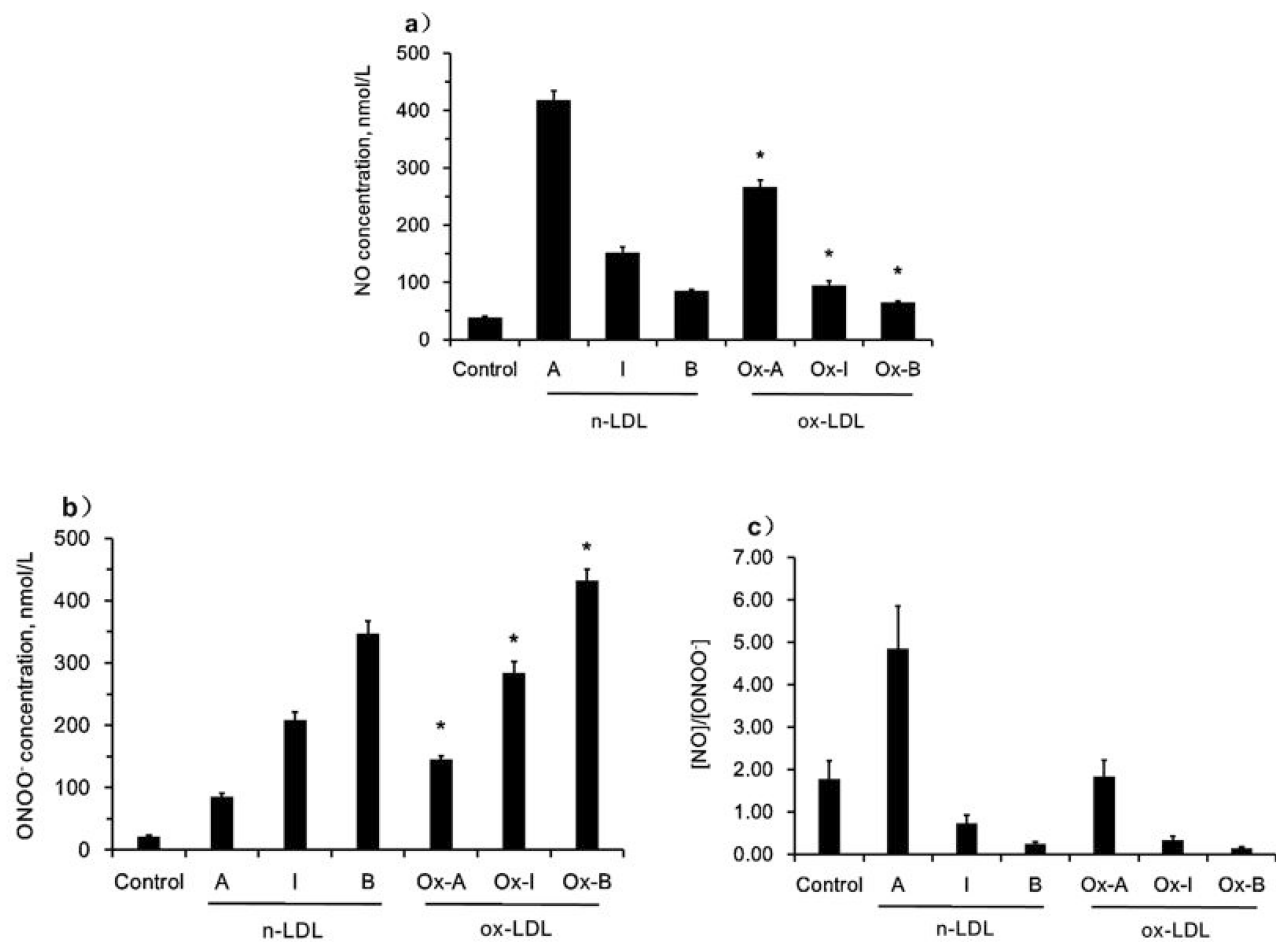 a)
500
400
300
200
100
0
NO concentration, nmol/L
*
*
*
Control A I B Ox-A Ox-I Ox-B
n-LDL ox-LDL
b)
500
400
300
200
100
0
ONOO⁻ concentration, nmol/L
*
*
*
Control A I B Ox-A Ox-I Ox-B
n-LDL ox-LDL
c)
7.00
6.00
5.00
4.00
3.00
2.00
1.00
0.00
[NO]/[ONOO⁻]
Control A I B Ox-A Ox-I Ox-B
n-LDL ox-LDL